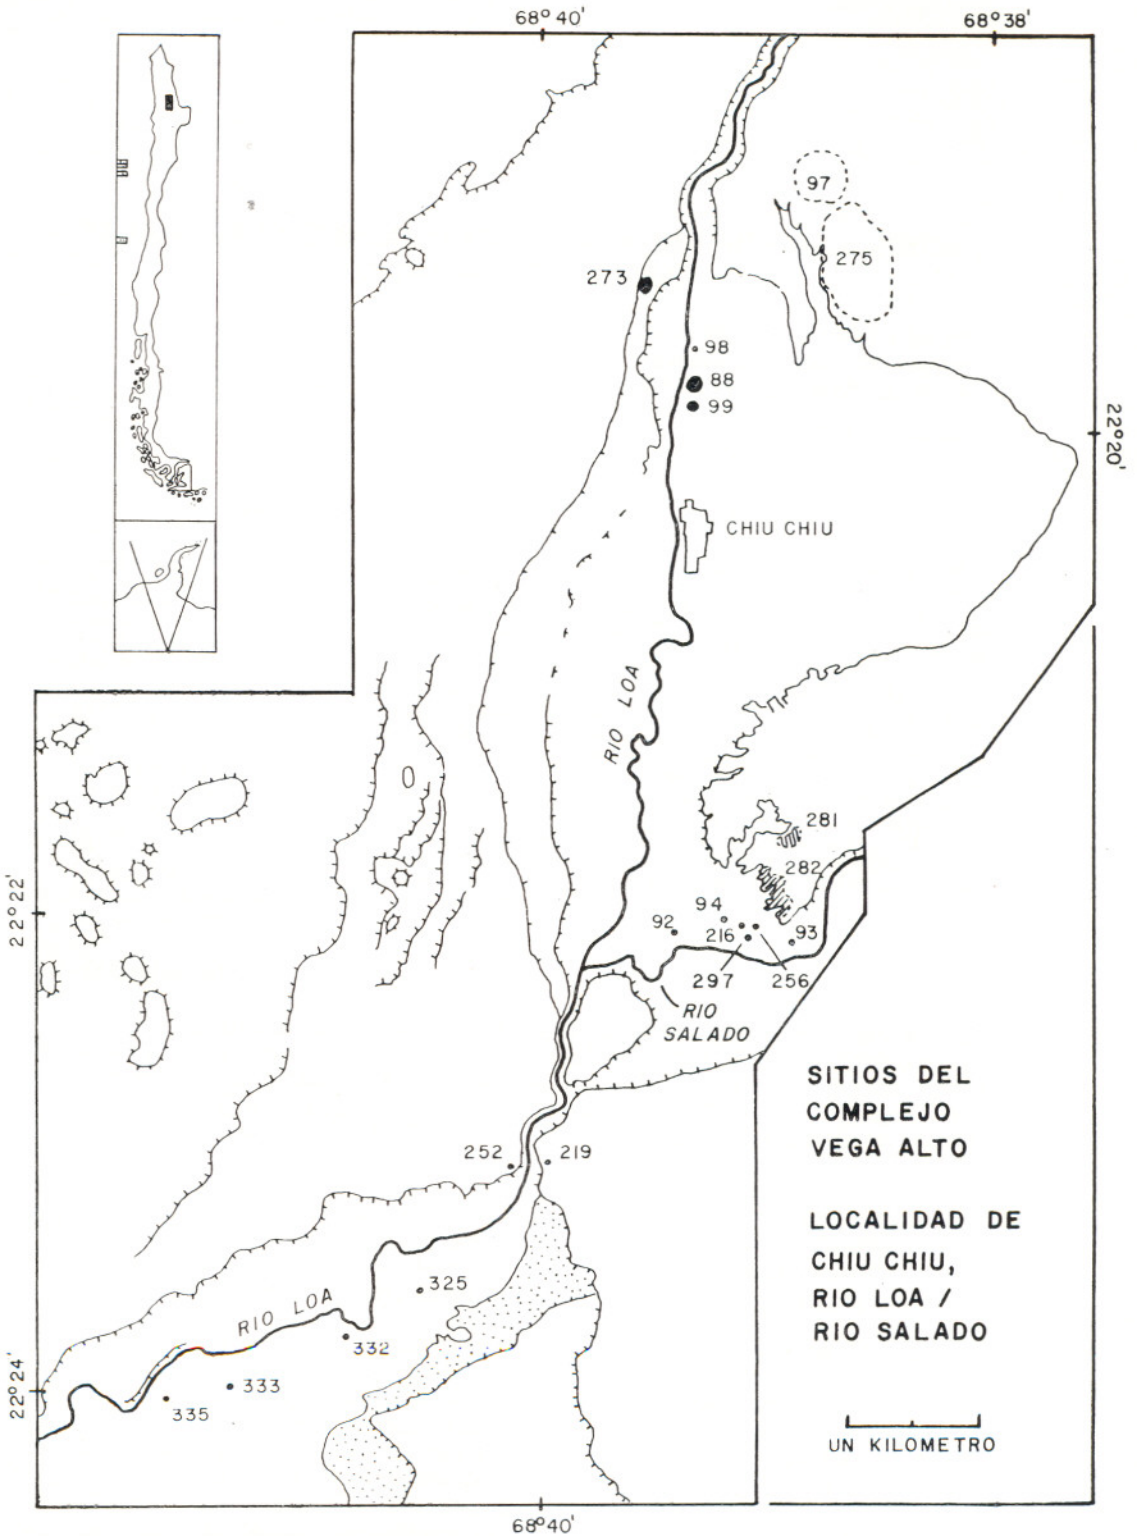 68° 40'
68° 38'
97
275
273
98
88
99
22°20'
CHIU CHIU
RIO LOA
281
282
22°22'
94
92
216
93
297
256
RIO
SALADO
SITIOS DEL
COMPLEJO
VEGA ALTO
252
219
LOCALIDAD DE
CHIU CHIU,
RIO LOA /
RIO SALADO
325
RIO LOA
332
333
335
22°24'
UN KILOMETRO
68°40'